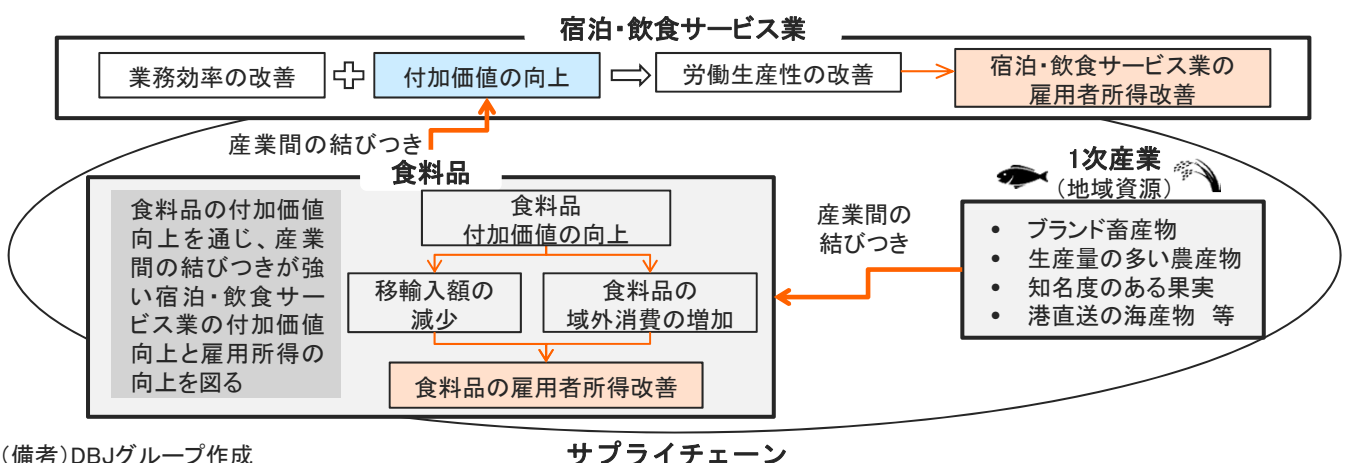 宿泊・飲食サービス業
業務効率の改善
付加価値の向上
労働生産性の改善
宿泊・飲食サービス業の
雇用者所得改善
産業間の結びつき
食料品
食料品の付加価値
向上を通じ、産業
間の結びつきが強
い宿泊・飲食サー
ビス業の付加価値
向上と雇用所得の
向上を図る
食料品
付加価値の向上
移輸入額の
減少
食料品の
域外消費の増加
食料品の雇用者所得改善
産業間の
結びつき
1次産業
（地域資源）
• ブランド畜産物
• 生産量の多い農産物
• 知名度のある果実
• 港直送の海産物 等
（備考）DBJグループ作成
サプライチェーン